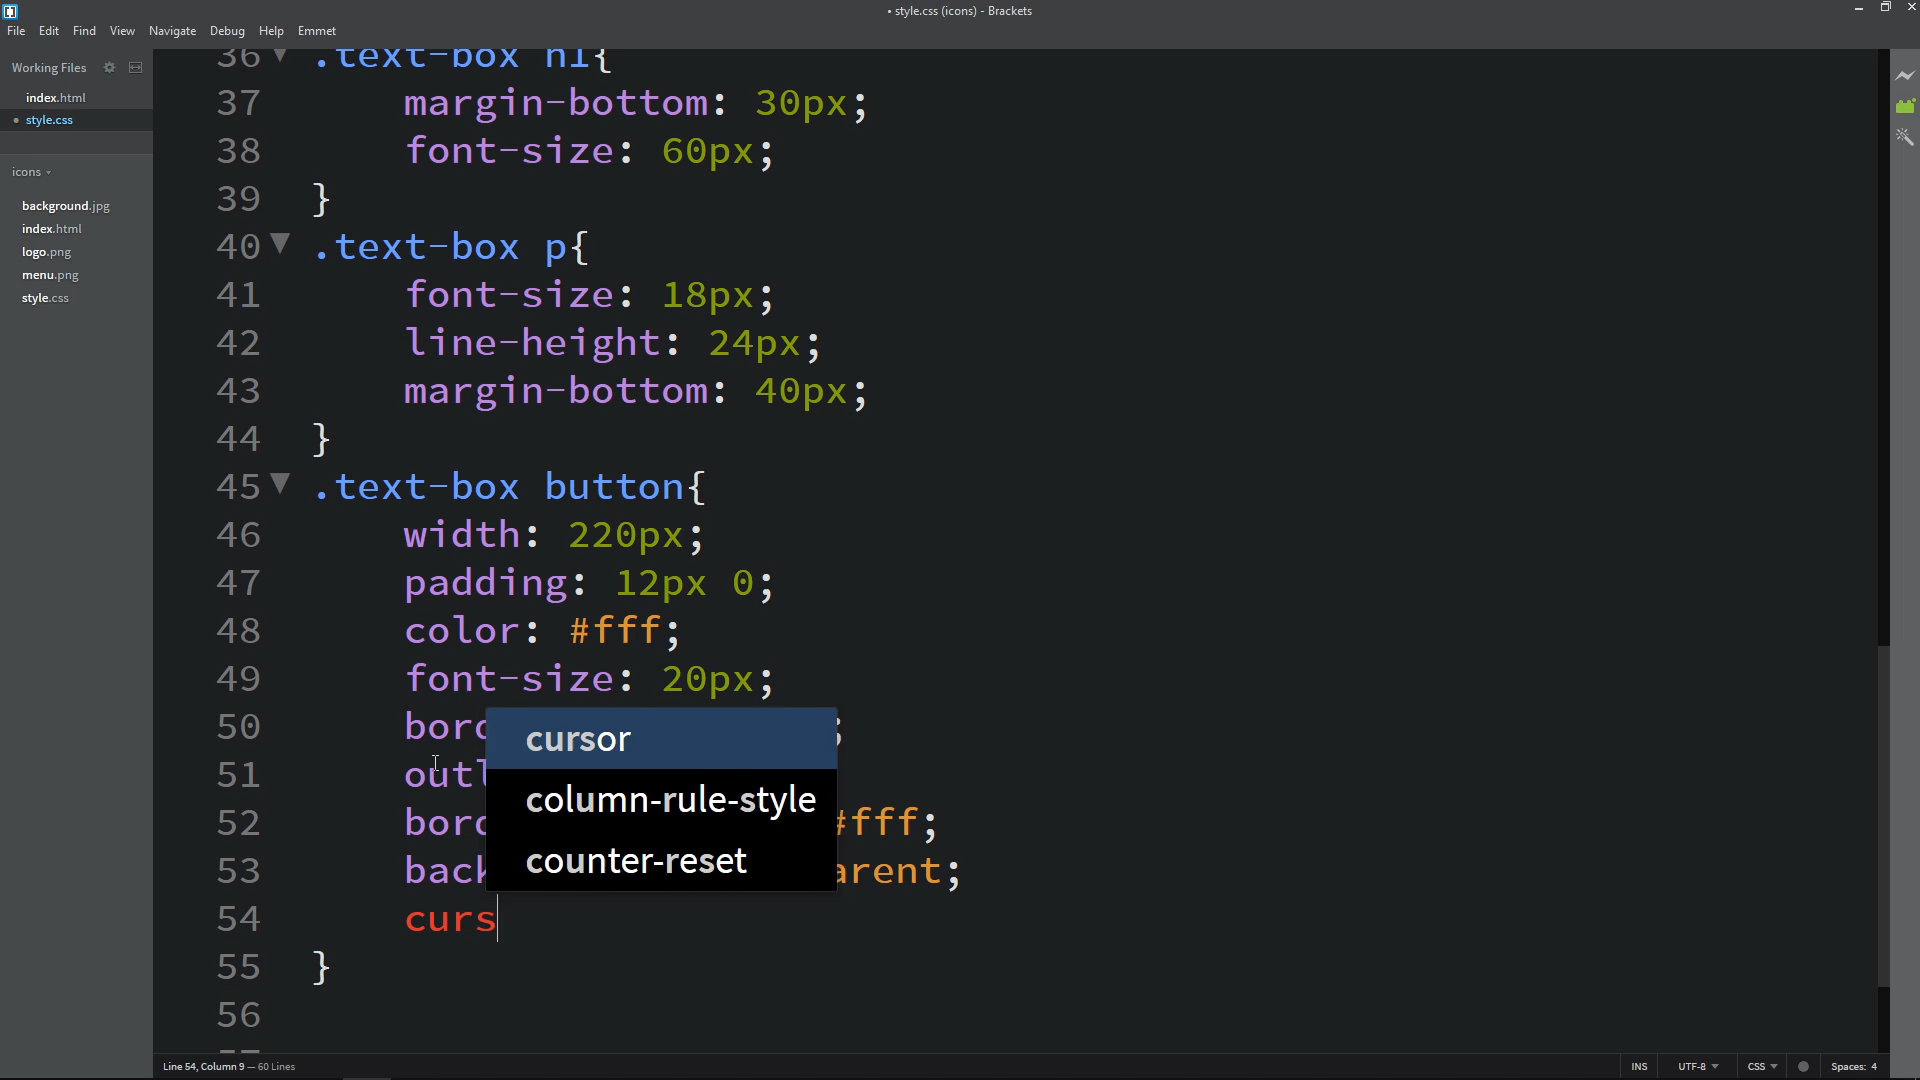 • style.css (icons) - Brackets
File Edit Find View Navigate Debug Help Emmet
Working Files
index.html
• style.css
icons
background.jpg
index.html
logo.png
menu.png
style.css
36 .text-box h1{
37 margin-bottom: 30px;
38 font-size: 60px;
39 }
40 .text-box p{
41 font-size: 18px;
42 line-height: 24px;
43 margin-bottom: 40px;
44 }
45 .text-box button{
46 width: 220px;
47 padding: 12px 0;
48 color: #fff;
49 font-size: 20px;
50 bord ;
51 outl
52 bord #fff;
53 back arent;
54 curs
55 }
56
cursor
column-rule-style
counter-reset
Line 54, Column 9 — 60 Lines
INS UTF-8 CSS Spaces: 4